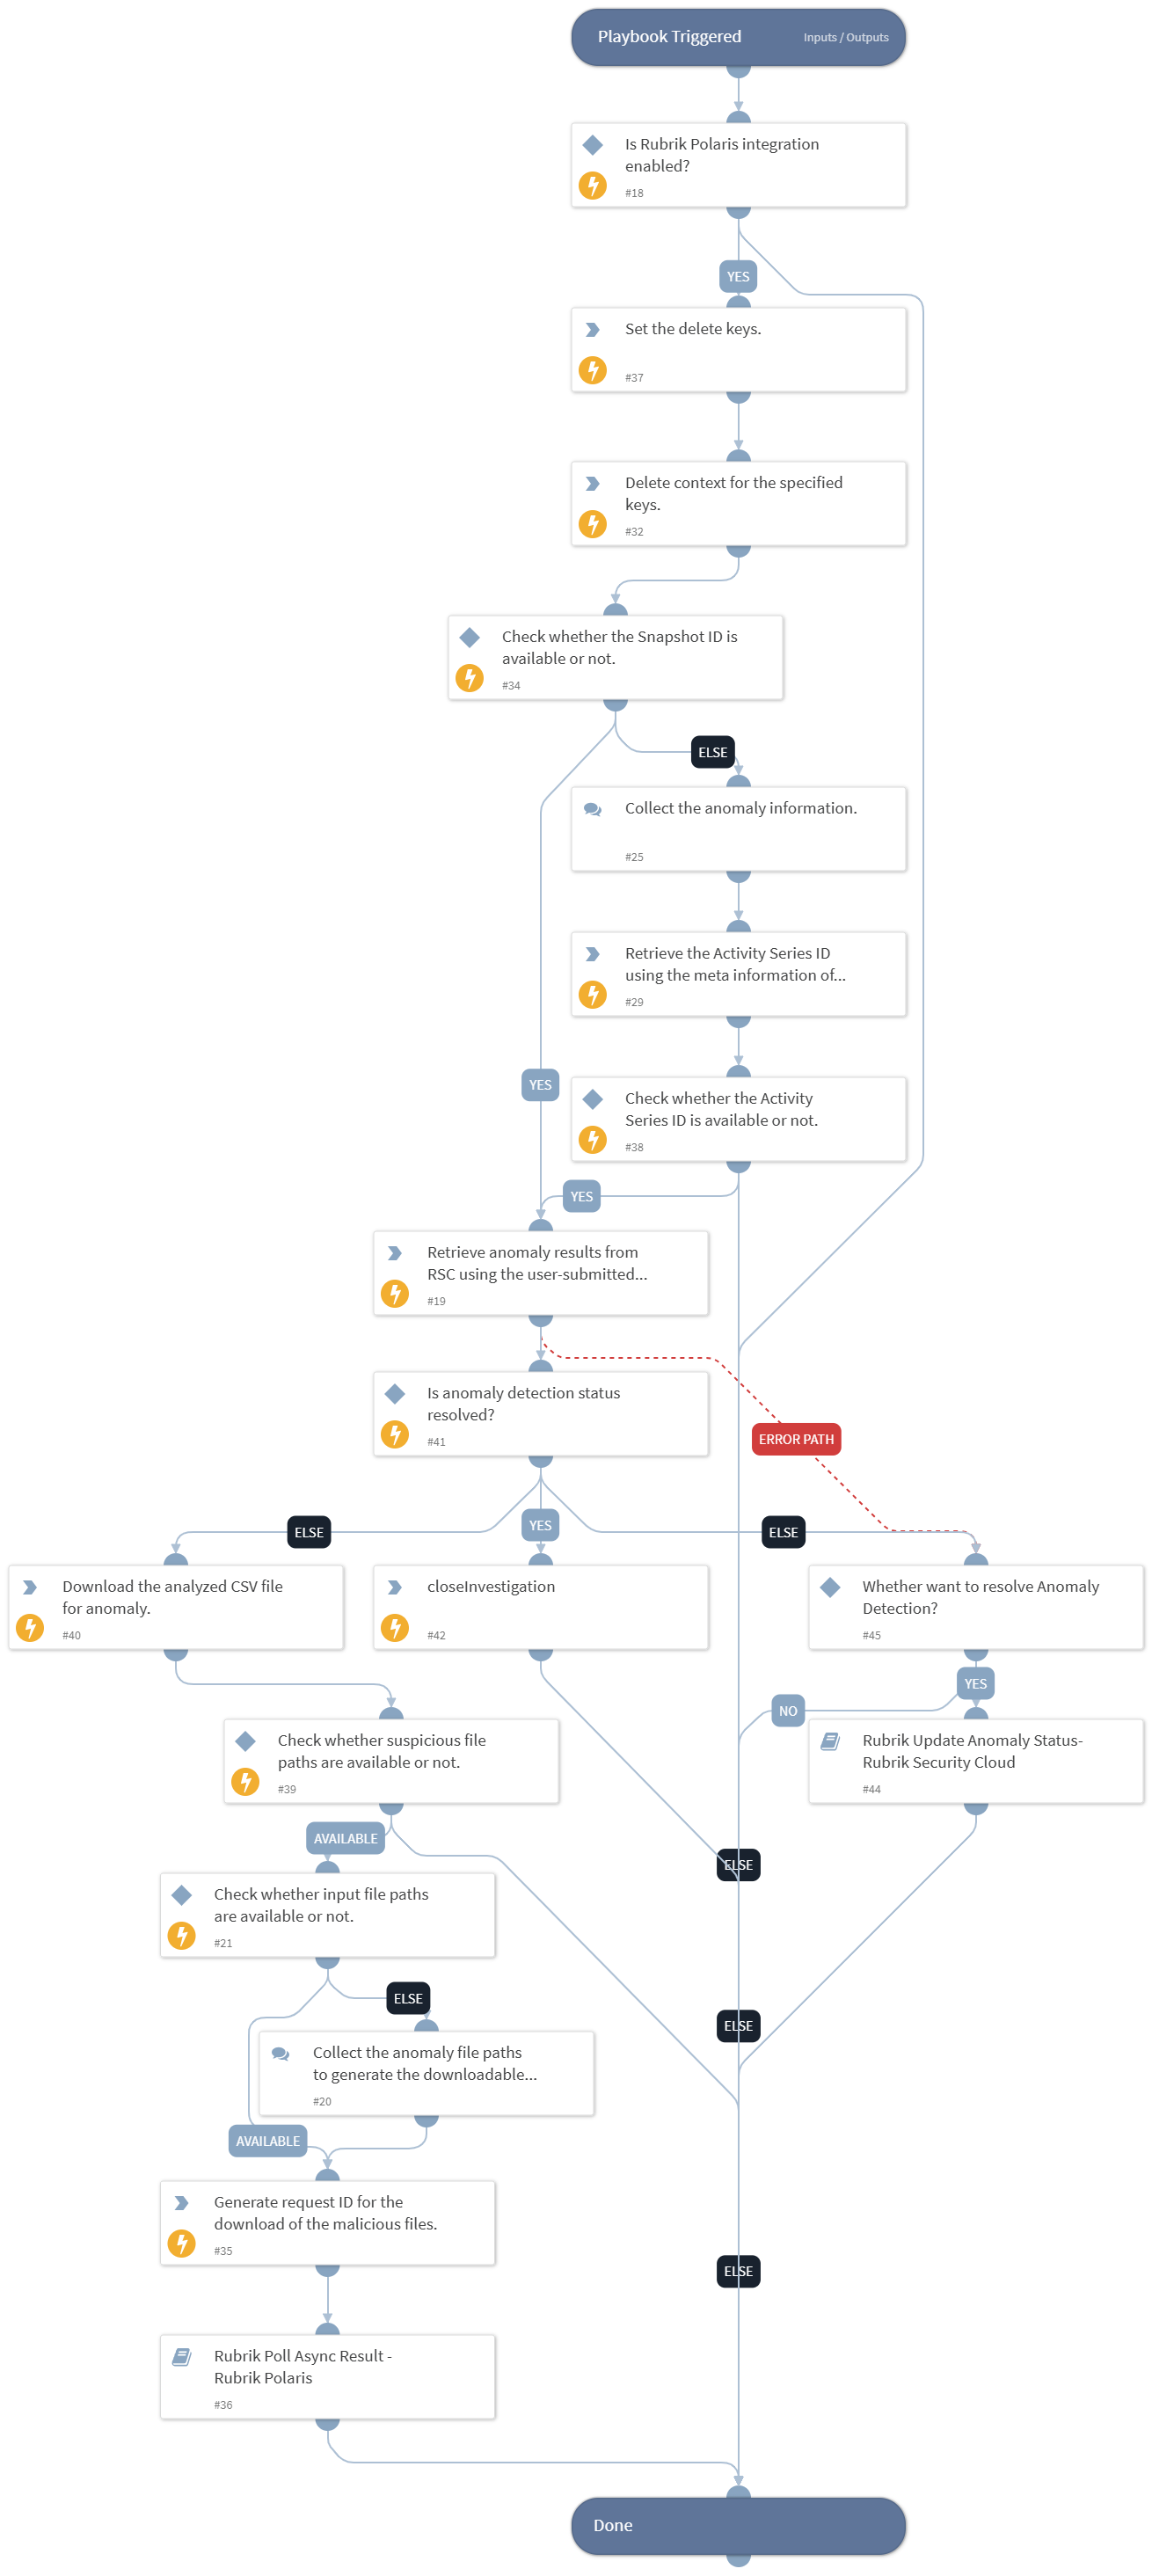 Playbook Triggered
Inputs / Outputs
Is Rubrik Polaris integration
enabled?
#18
YES
Set the delete keys.
#37
Delete context for the specified
keys.
#32
Check whether the Snapshot ID is
available or not.
#34
ELSE
Collect the anomaly information.
#25
Retrieve the Activity Series ID
using the meta information of...
#29
YES
Check whether the Activity
Series ID is available or not.
#38
YES
Retrieve anomaly results from
RSC using the user-submitted...
#19
Is anomaly detection status
resolved?
#41
ERROR PATH
ELSE
YES
ELSE
Download the analyzed CSV file
for anomaly.
#40
closeInvestigation
#42
Whether want to resolve Anomaly
Detection?
#45
YES
NO
Check whether suspicious file
paths are available or not.
#39
Rubrik Update Anomaly Status-
Rubrik Security Cloud
#44
AVAILABLE
ELSE
Check whether input file paths
are available or not.
#21
ELSE
ELSE
Collect the anomaly file paths
to generate the downloadable...
#20
AVAILABLE
Generate request ID for the
download of the malicious files.
#35
ELSE
Rubrik Poll Async Result -
Rubrik Polaris
#36
Done